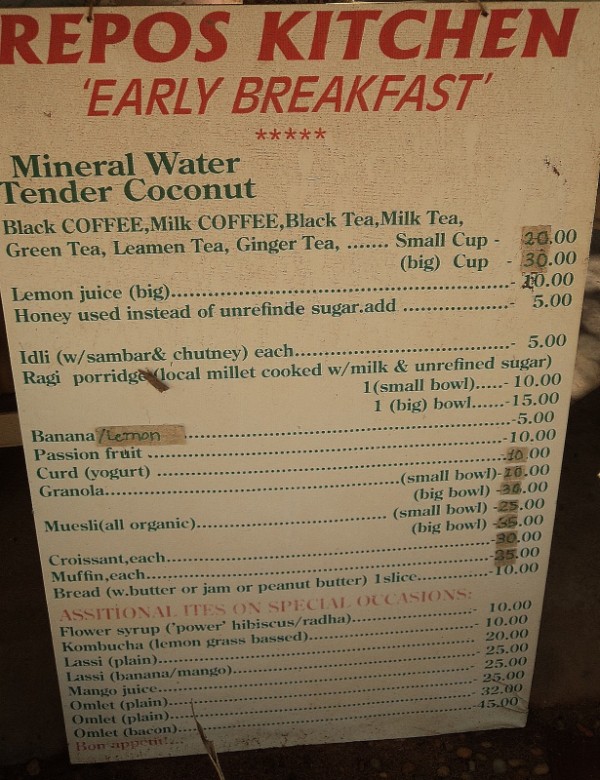 REPOS KITCHEN
'EARLY BREAKFAST'
*****
Mineral Water
Tender Coconut
Black COFFEE,Milk COFFEE,Black Tea,Milk Tea,
Green Tea, Leamen Tea, Ginger Tea, ....... Small Cup - 20.00
(big) Cup - 30.00
Lemon juice (big)..........- 20.00
Honey used instead of unrefinde sugar.add ..........- 5.00
Idli (w/sambar& chutney) each..........- 5.00
Ragi porridge (local millet cooked w/milk & unrefined sugar)
1(small bowl).....- 10.00
1 (big) bowl......-15.00
Banana/Lemon ..........-5.00
Passion fruit ..........-10.00
Curd (yogurt) ..........-10.00
Granola..........(small bowl)-20.00
(big bowl) -30.00
Muesli(all organic)..........(small bowl) -25.00
(big bowl) -35.00
Croissant,each..........-30.00
Muffin,each..........-25.00
Bread (w.butter or jam or peanut butter) 1slice..........-10.00
ASSITIONAL ITES ON SPECIAL OCCASIONS:
Flower syrup ('power' hibiscus/radha)..........- 10.00
Kombucha (lemon grass bassed)..........- 10.00
Lassi (plain)..........- 20.00
Lassi (banana/mango)..........- 25.00
Mango juice..........- 25.00
Omlet (plain)..........- 25.00
Omlet (plain)..........- 32.00
Omlet (bacon)..........-45.00
Bon appent!...